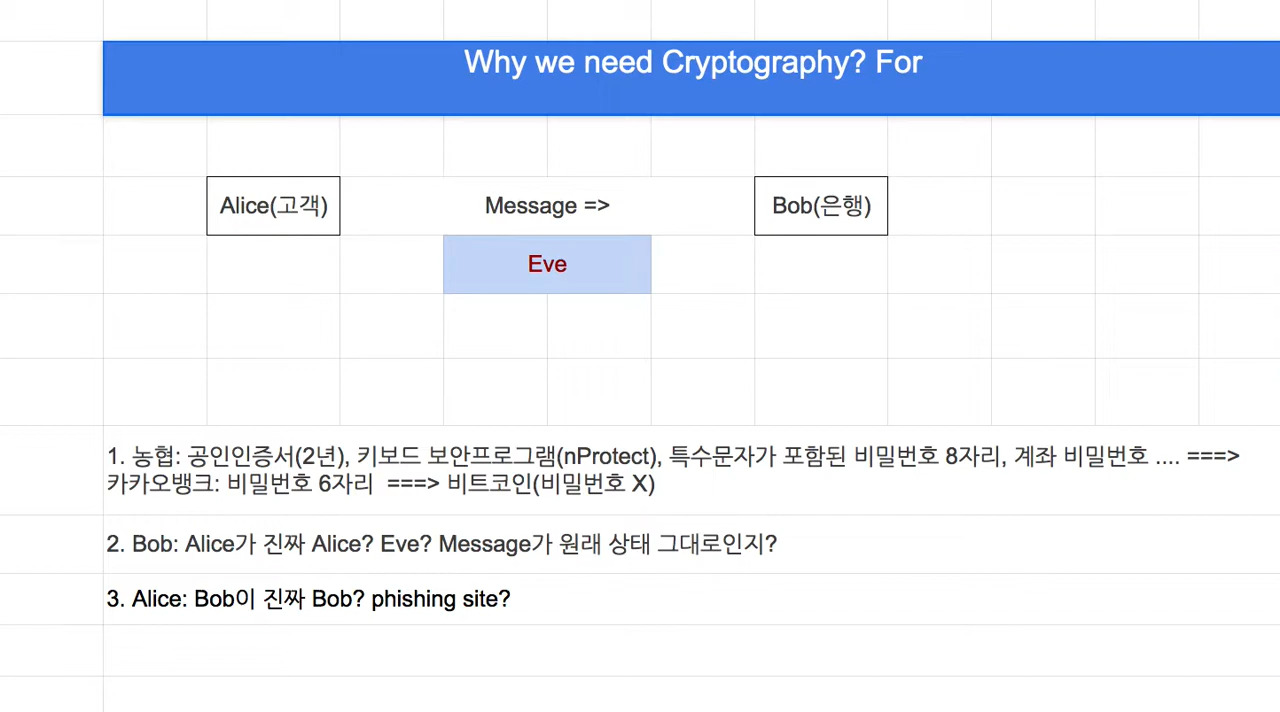 Why we need Cryptography? For
Alice(고객)
Message =>
Bob(은행)
Eve
1. 농협: 공인인증서(2년), 키보드 보안프로그램(nProtect), 특수문자가 포함된 비밀번호 8자리, 계좌 비밀번호 .... ===>
카카오뱅크: 비밀번호 6자리  ===> 비트코인(비밀번호 X)
2. Bob: Alice가 진짜 Alice? Eve? Message가 원래 상태 그대로인지?
3. Alice: Bob이 진짜 Bob? phishing site?